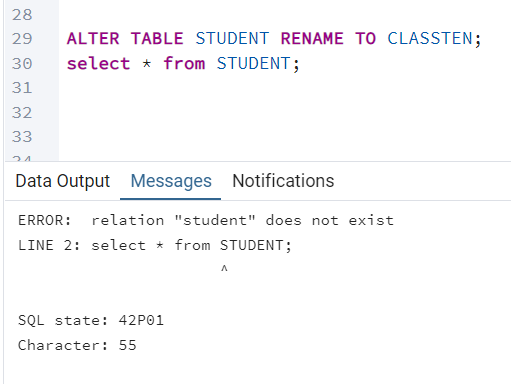 28
29 ALTER TABLE STUDENT RENAME TO CLASSTEN;
30 select * from STUDENT;
31
32
33
34
Data Output Messages Notifications
ERROR:  relation "student" does not exist
LINE 2: select * from STUDENT;
^
SQL state: 42P01
Character: 55